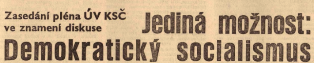 Zasedání pléna ÚV KSČ
ve znamení diskuse
Jediná možnost:
Demokratický socialismus